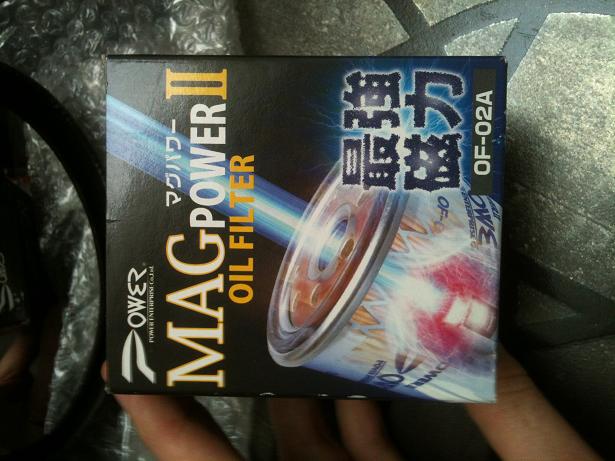 POWER
POWER ENTERPRISE Co.,Ltd.
マグパワー
MAG POWER II
OIL FILTER
最強
磁力
OF-02A